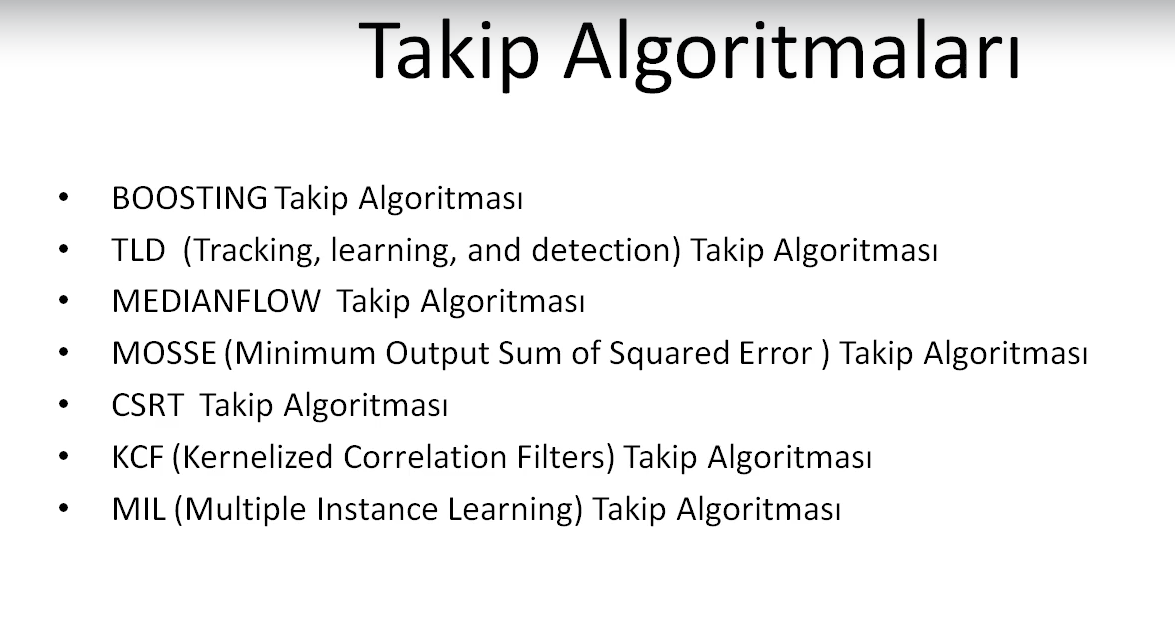 Takip Algoritmaları
• BOOSTING Takip Algoritması
• TLD (Tracking, learning, and detection) Takip Algoritması
• MEDIANFLOW Takip Algoritması
• MOSSE (Minimum Output Sum of Squared Error ) Takip Algoritması
• CSRT Takip Algoritması
• KCF (Kernelized Correlation Filters) Takip Algoritması
• MIL (Multiple Instance Learning) Takip Algoritması